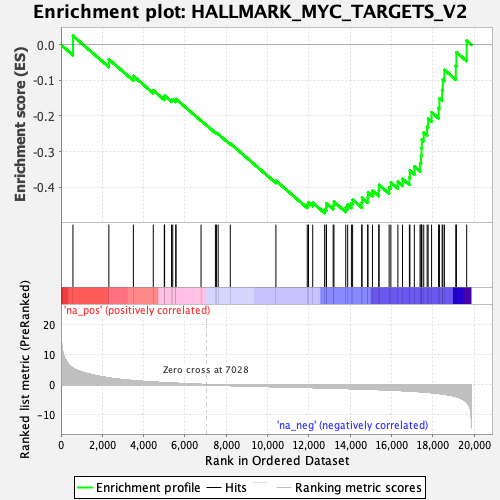 Enrichment plot: HALLMARK_MYC_TARGETS_V2
Enrichment score (ES)
0.0
-0.1
-0.2
-0.3
-0.4
'na_pos' (positively correlated)
Ranked list metric (PreRanked)
20
10
0
-10
Zero cross at 7028
'na_neg' (negatively correlated)
0 2,000 4,000 6,000 8,000 10,000 12,000 14,000 16,000 18,000 20,000
Rank in Ordered Dataset
Enrichment profile Hits Ranking metric scores